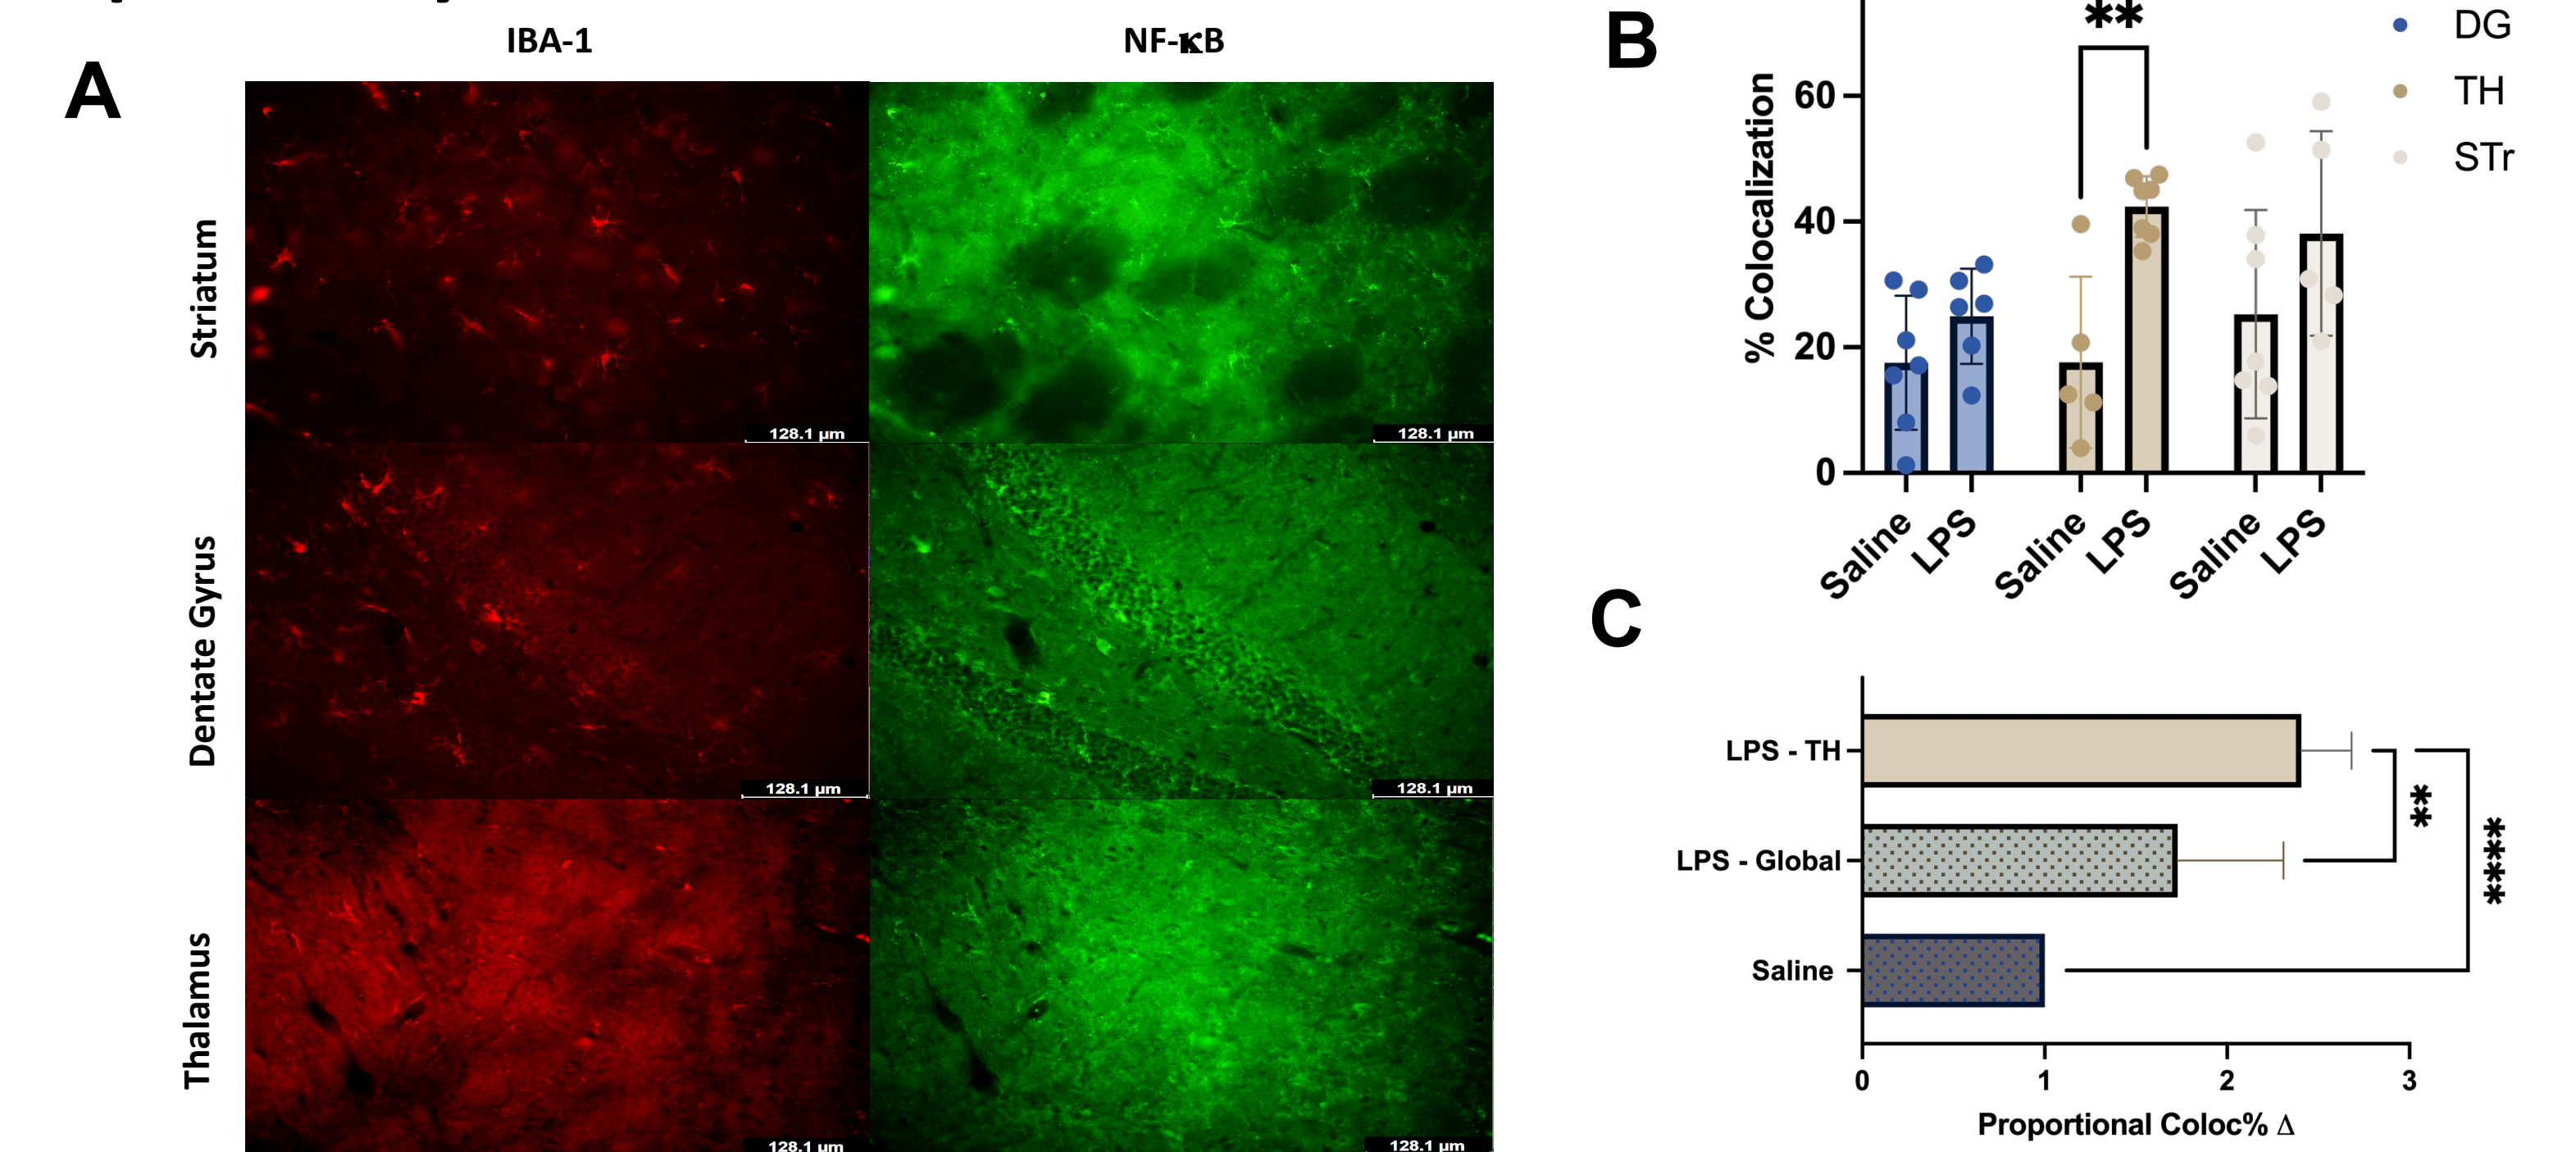 A
IBA-1
NF-κB
Striatum
128.1 µm
128.1 µm
Dentate Gyrus
128.1 µm
128.1 µm
Thalamus
128.1 µm
128.1 µm
B
**
DG
TH
STr
% Colocalization
60
40
20
0
Saline
LPS
Saline
LPS
Saline
LPS
C
LPS - TH
LPS - Global
Saline
**
****
0
1
2
3
Proportional Coloc% Δ